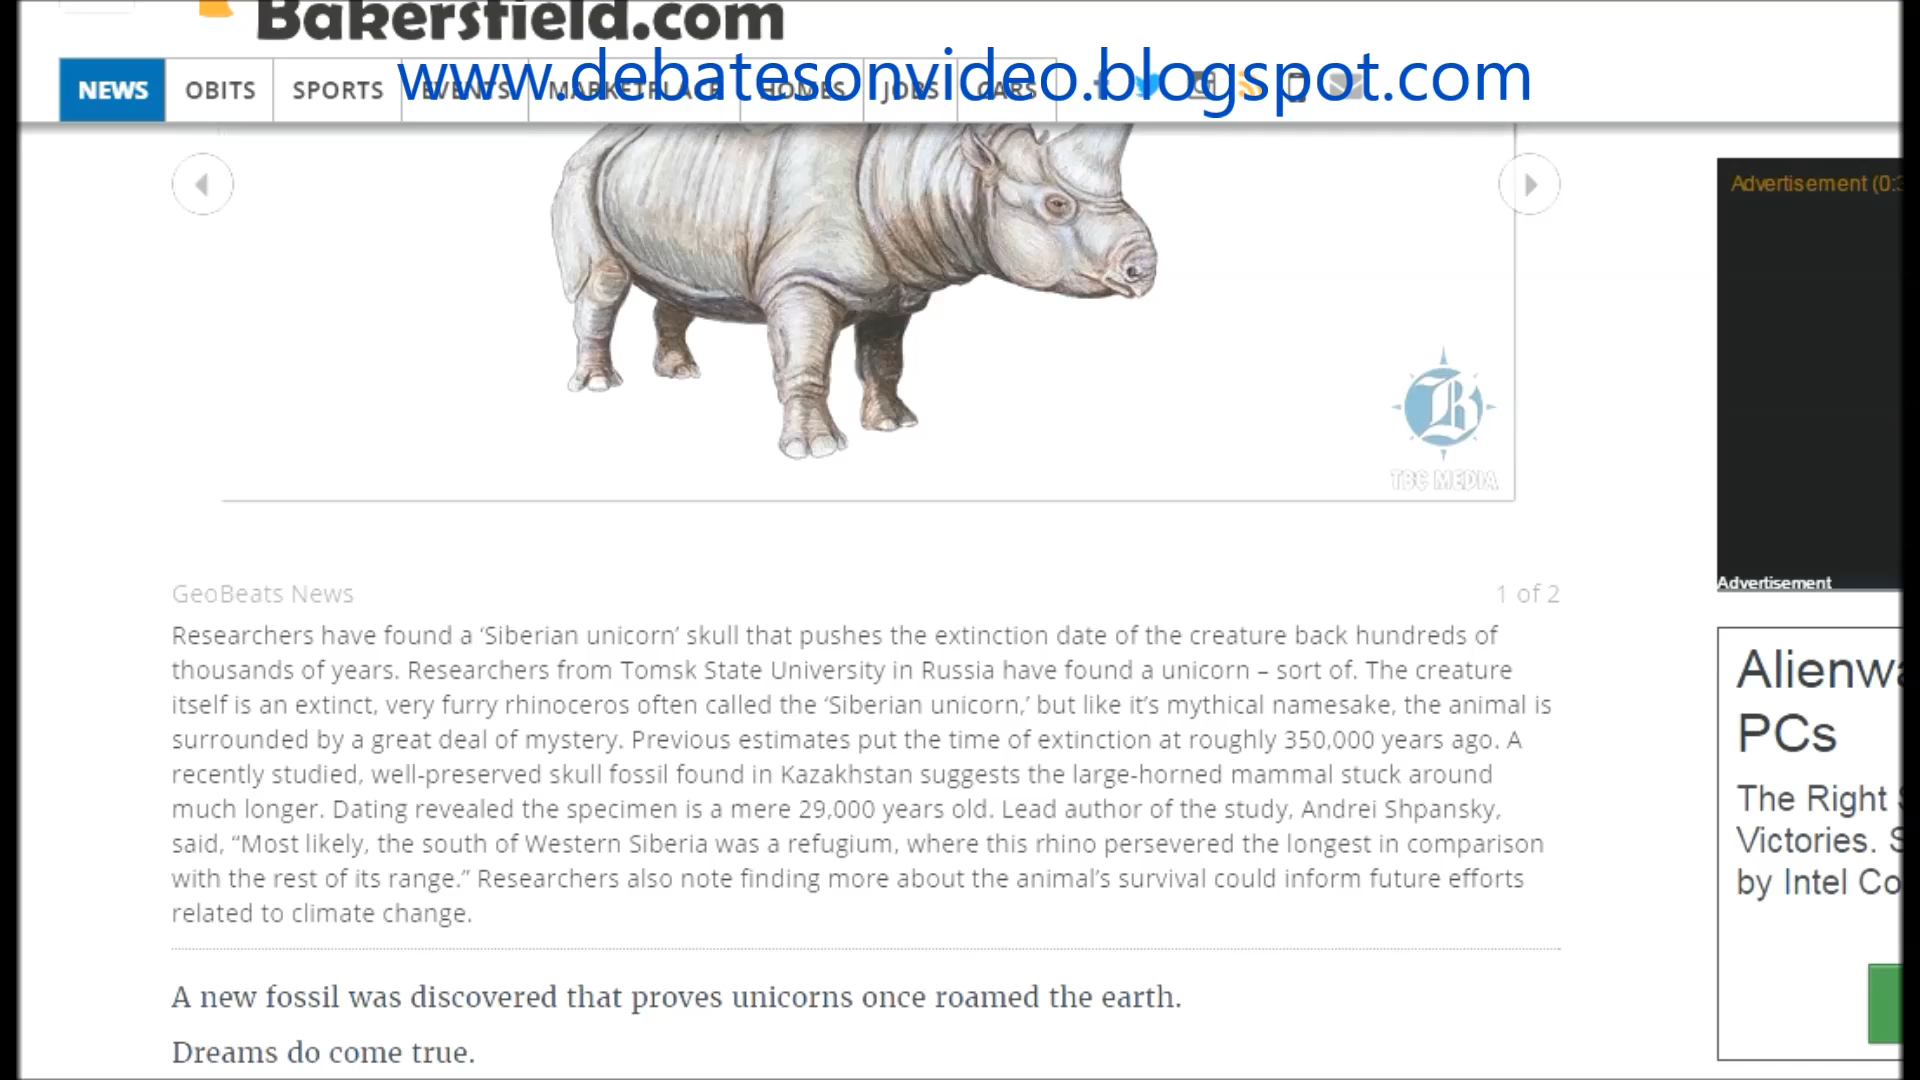 Bakersfield.com
www.debatesonvideo.blogspot.com
NEWS OBITS SPORTS EVENTS MARKETPLACE HOMES JOBS CARS
Advertisement (0:3
B
TBC MEDIA
Advertisement
GeoBeats News 1 of 2
Researchers have found a ‘Siberian unicorn’ skull that pushes the extinction date of the creature back hundreds of
thousands of years. Researchers from Tomsk State University in Russia have found a unicorn – sort of. The creature
itself is an extinct, very furry rhinoceros often called the ‘Siberian unicorn,’ but like it’s mythical namesake, the animal is
surrounded by a great deal of mystery. Previous estimates put the time of extinction at roughly 350,000 years ago. A
recently studied, well-preserved skull fossil found in Kazakhstan suggests the large-horned mammal stuck around
much longer. Dating revealed the specimen is a mere 29,000 years old. Lead author of the study, Andrei Shpansky,
said, “Most likely, the south of Western Siberia was a refugium, where this rhino persevered the longest in comparison
with the rest of its range.” Researchers also note finding more about the animal’s survival could inform future efforts
related to climate change.
A new fossil was discovered that proves unicorns once roamed the earth.
Dreams do come true.
Alienwa
PCs
The Right
Victories. S
by Intel Co